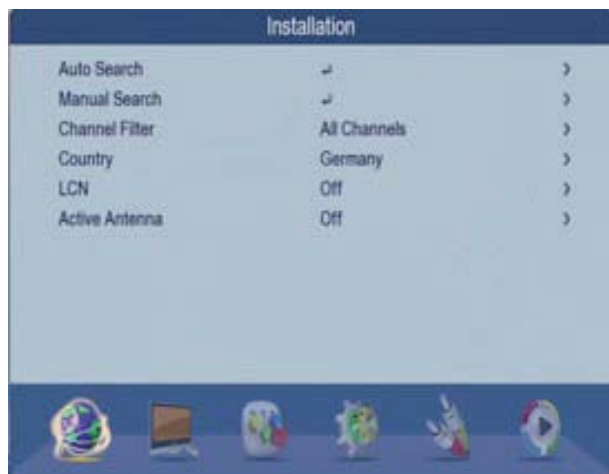 Installation
Auto Search
Manual Search
Channel Filter All Channels
Country Germany
LCN Off
Active Antenna Off